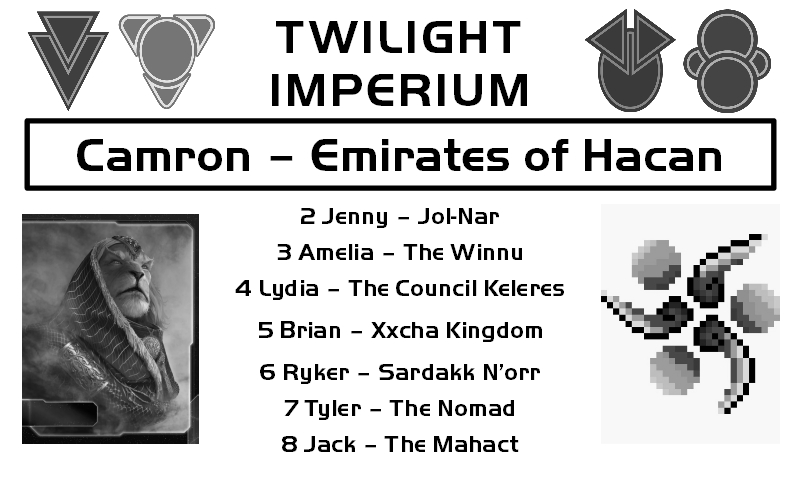 TWILIGHT
IMPERIUM
Camron – Emirates of Hacan
2 Jenny – Jol-Nar
3 Amelia – The Winnu
4 Lydia – The Council Keleres
5 Brian – Xxcha Kingdom
6 Ryker – Sardakk N'orr
7 Tyler – The Nomad
8 Jack – The Mahact